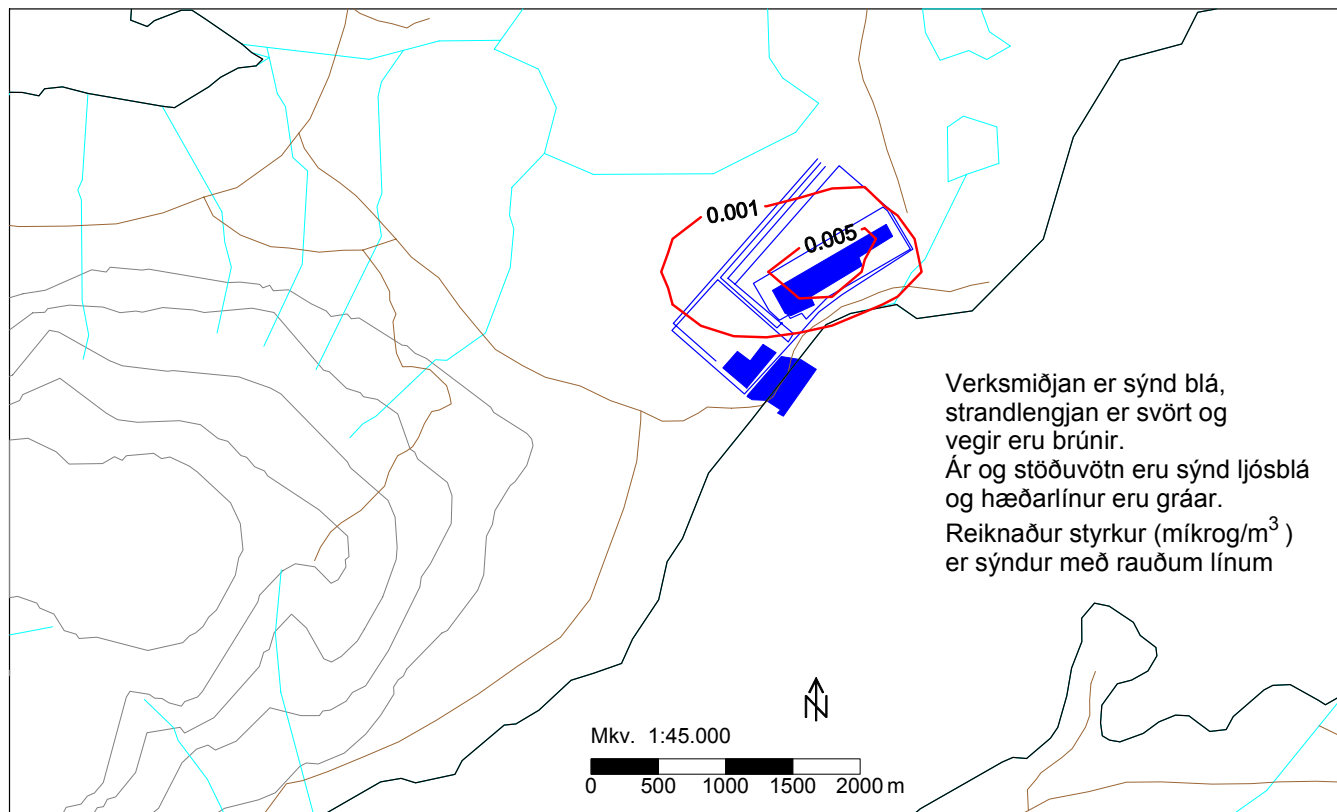 0.001
0.005
Verksmiðjan er sýnd blá,
strandlengjan er svört og
vegir eru brúnir.
Ár og stöðuvötn eru sýnd ljósblá
og hæðarlínur eru gráar.
Reiknaður styrkur (míkrog/m³ )
er sýndur með rauðum línum
N
Mkv. 1:45.000
0 500 1000 1500 2000 m